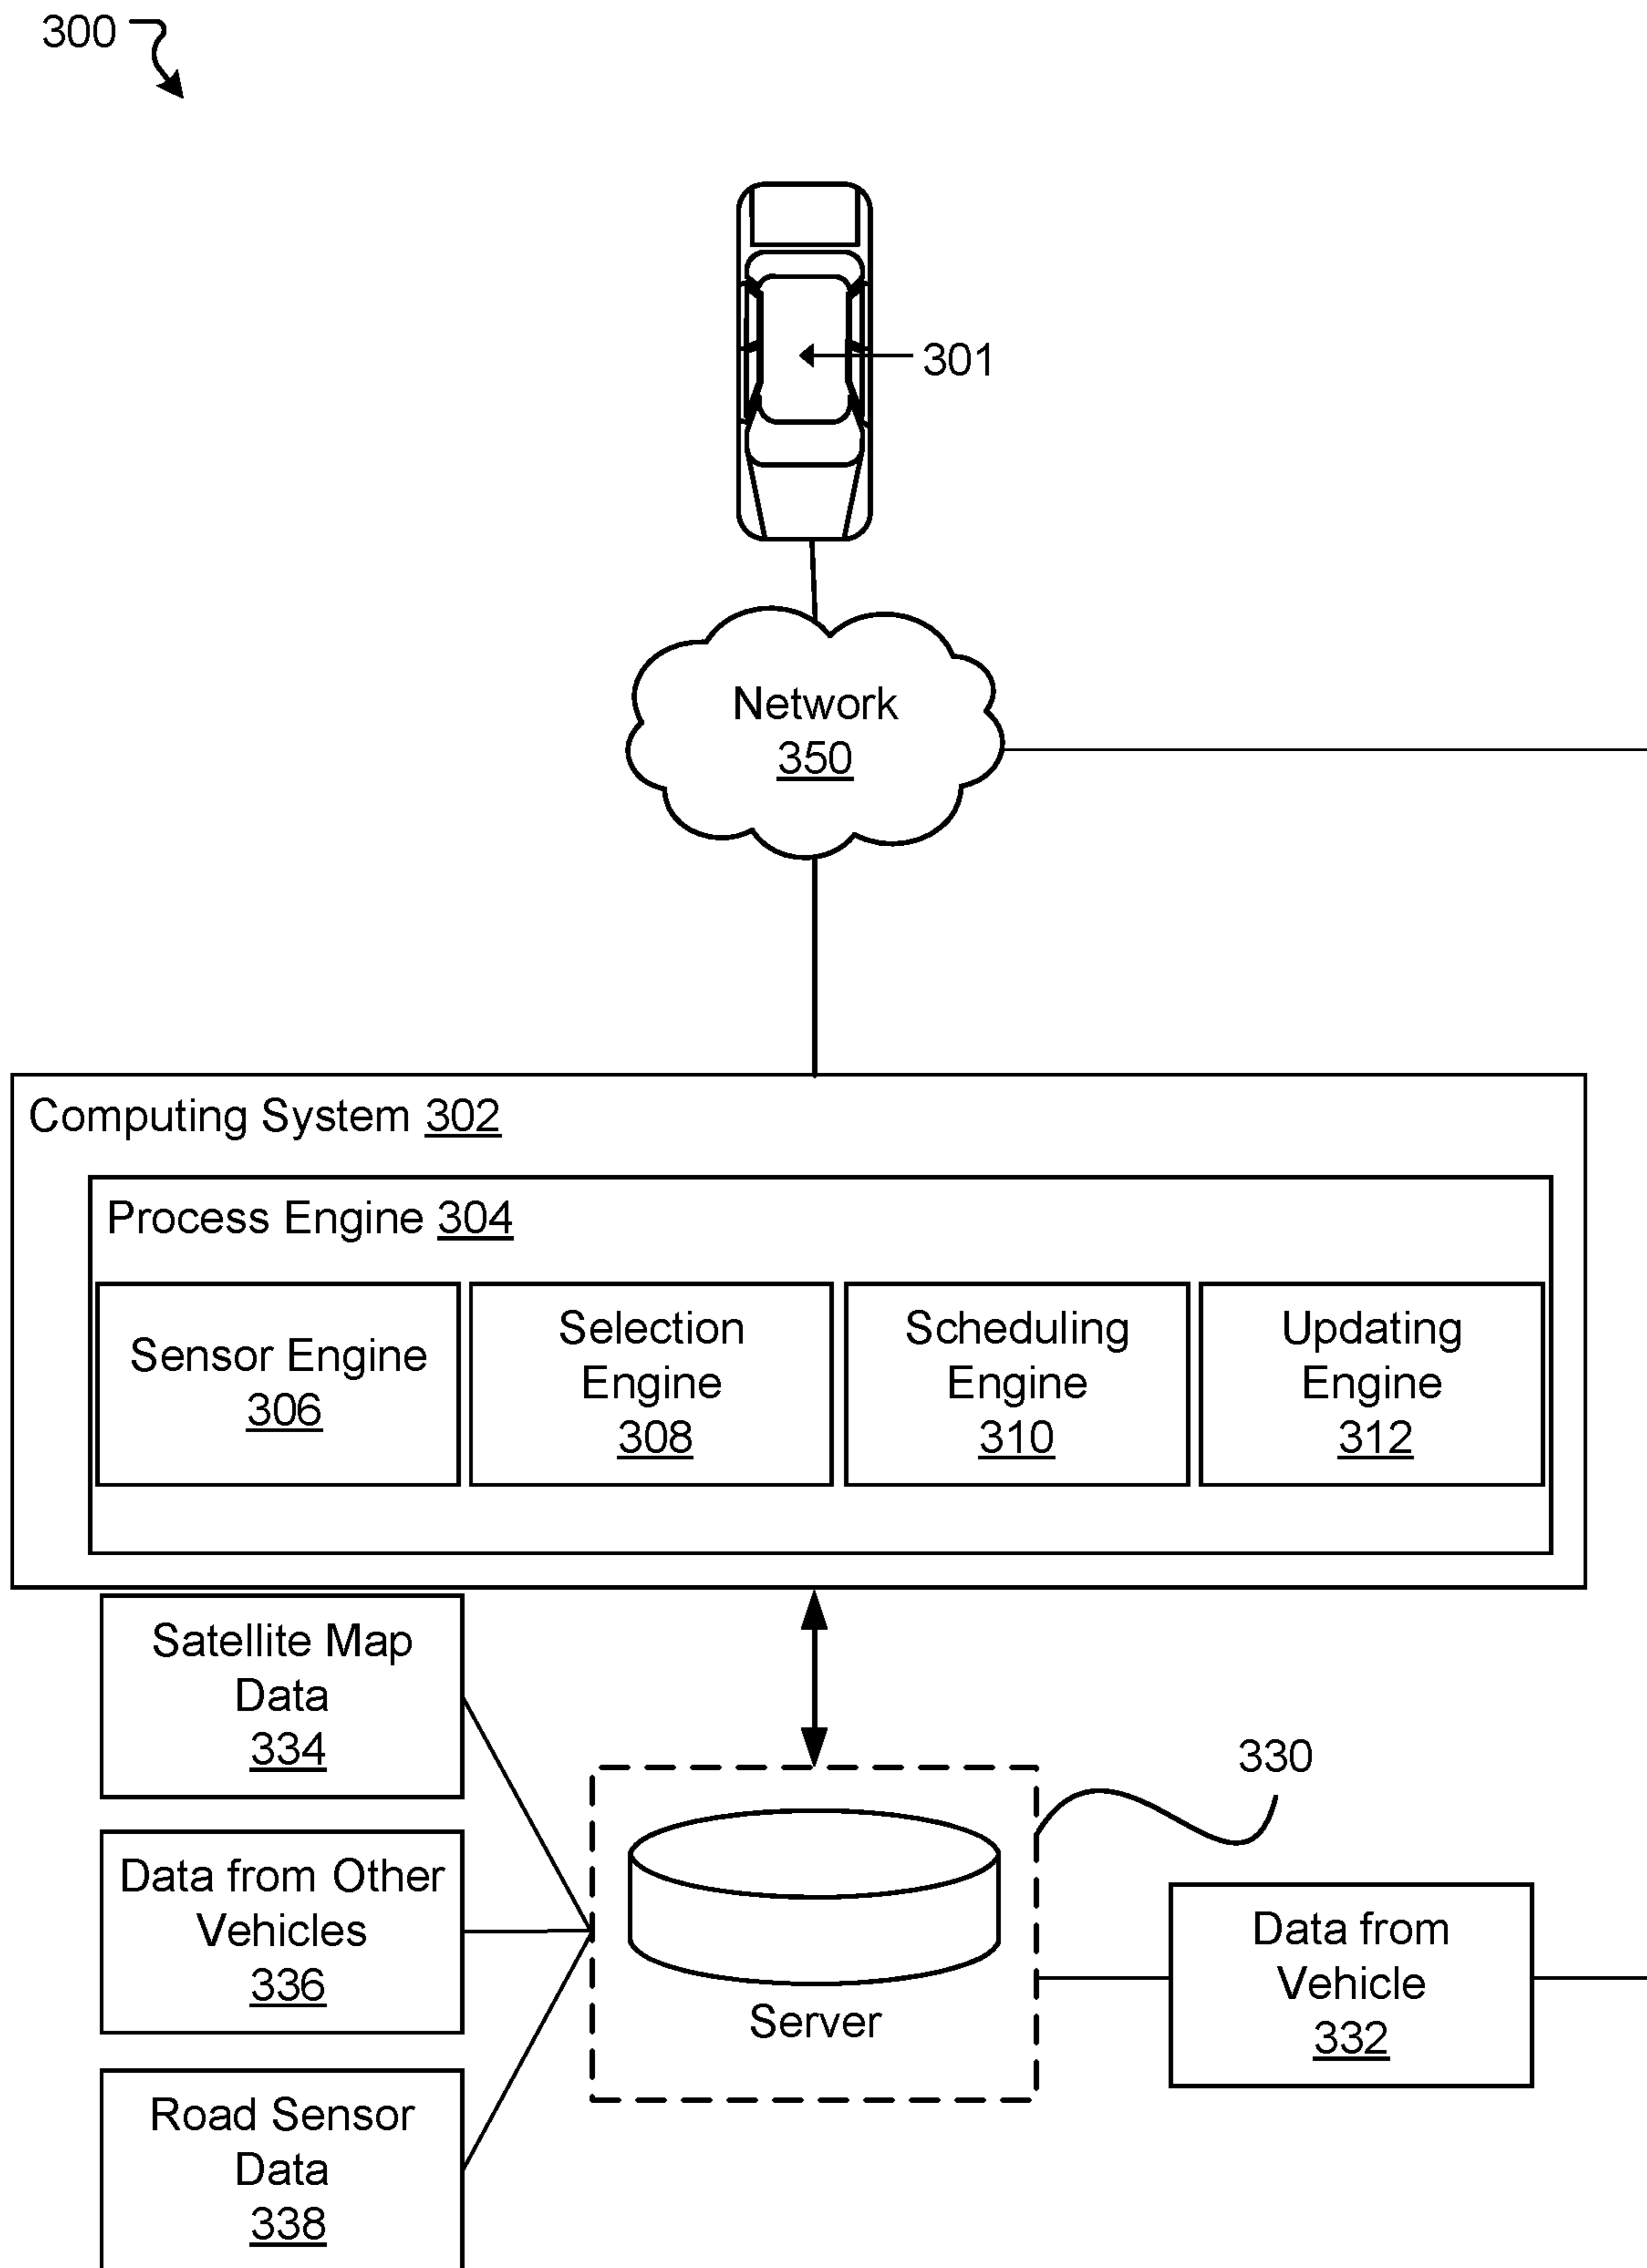 300
301
Network
350
Computing System 302
Process Engine 304
Sensor Engine
306
Selection
Engine
308
Scheduling
Engine
310
Updating
Engine
312
Satellite Map
Data
334
Data from Other
Vehicles
336
Road Sensor
Data
338
Server
330
Data from
Vehicle
332